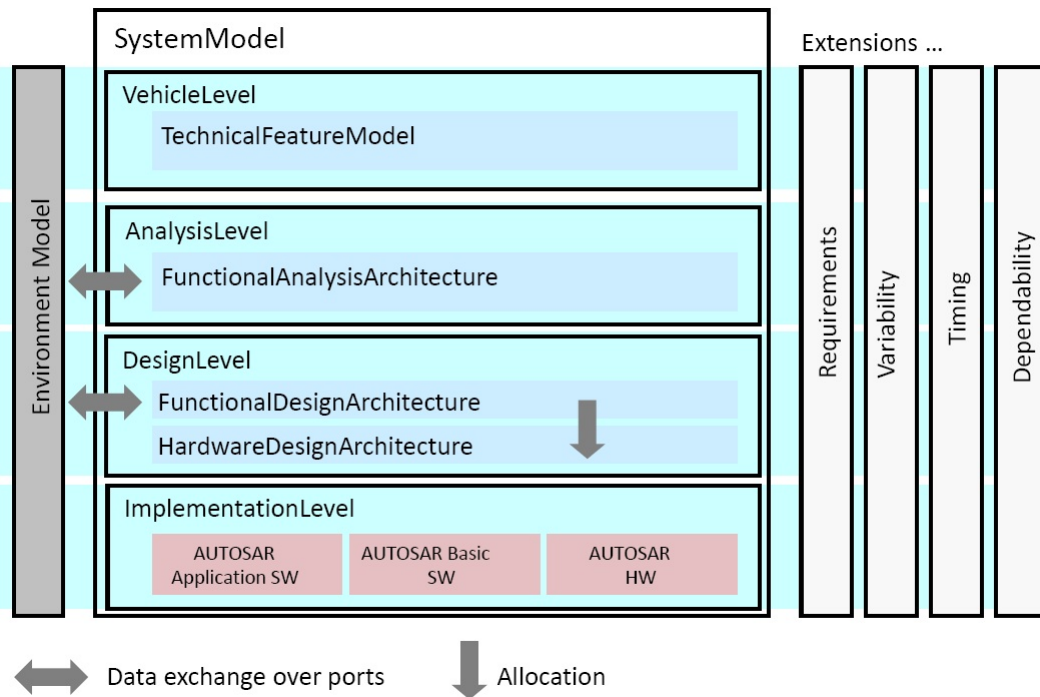 SystemModel
Extensions ...
VehicleLevel
TechnicalFeatureModel
AnalysisLevel
FunctionalAnalysisArchitecture
DesignLevel
FunctionalDesignArchitecture
HardwareDesignArchitecture
ImplementationLevel
AUTOSAR
Application SW
AUTOSAR Basic
SW
AUTOSAR
HW
Environment Model
Requirements
Variability
Timing
Dependability
Data exchange over ports
Allocation